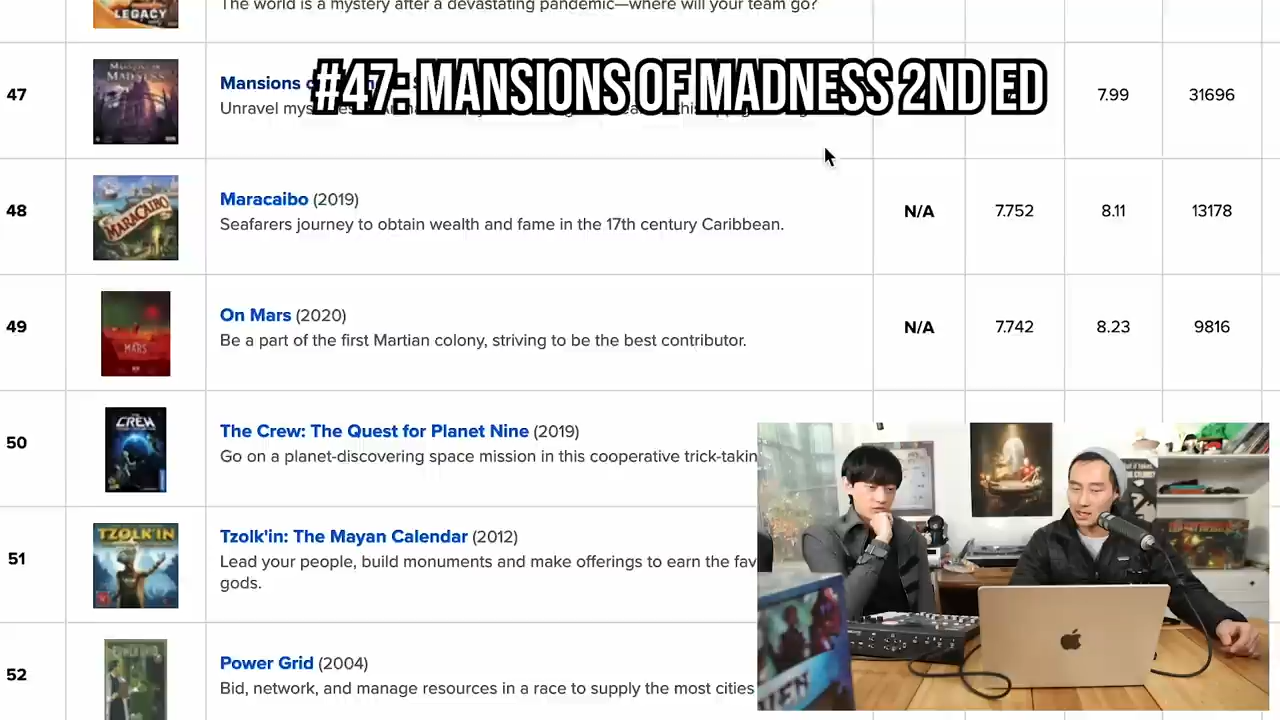 LEGACY
The world is a mystery after a devastating pandemic—where will your team go?
#47: MANSIONS OF MADNESS 2ND ED
47
MADNESS
Mansions
7.99
31696
Unravel
48
MARACAIBO
Maracaibo (2019)
Seafarers journey to obtain wealth and fame in the 17th century Caribbean.
N/A
7.752
8.11
13178
49
MARS
On Mars (2020)
Be a part of the first Martian colony, striving to be the best contributor.
N/A
7.742
8.23
9816
50
CREW
The Crew: The Quest for Planet Nine (2019)
Go on a planet-discovering space mission in this cooperative
51
TZOLK'IN
Tzolk'in: The Mayan Calendar (2012)
Lead your people, build monuments and make offerings to earn the
gods.
52
Power Grid (2004)
Bid, network, and manage resources in a race to supply the most cities